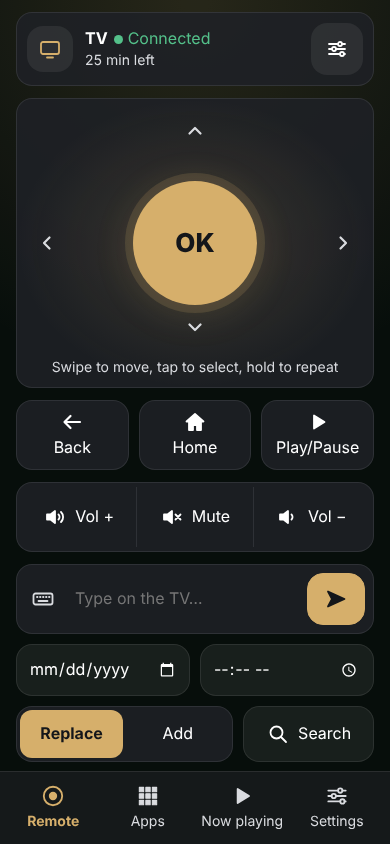 TV Connected
25 min left
OK
Swipe to move, tap to select, hold to repeat
Back Home Play/Pause
Vol + Mute Vol −
Type on the TV...
mm/dd/yyyy --:-- --
Replace Add Search
Remote Apps Now playing Settings